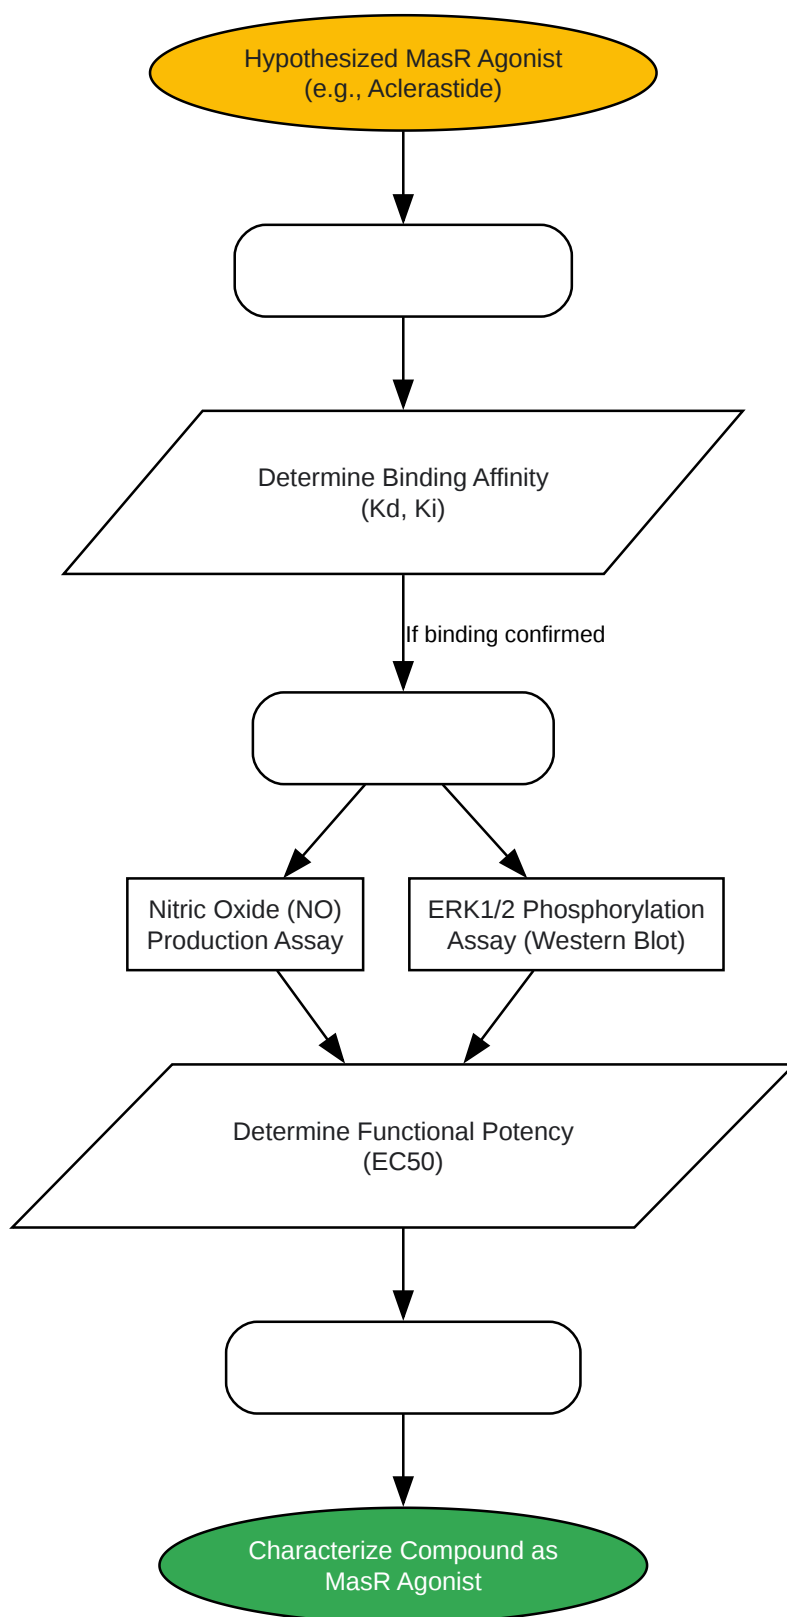 Hypothesized MasR Agonist
(e.g., Aclerastide)
Determine Binding Affinity
(Kd, Ki)
If binding confirmed
Nitric Oxide (NO)
Production Assay
ERK1/2 Phosphorylation
Assay (Western Blot)
Determine Functional Potency
(EC50)
Characterize Compound as
MasR Agonist